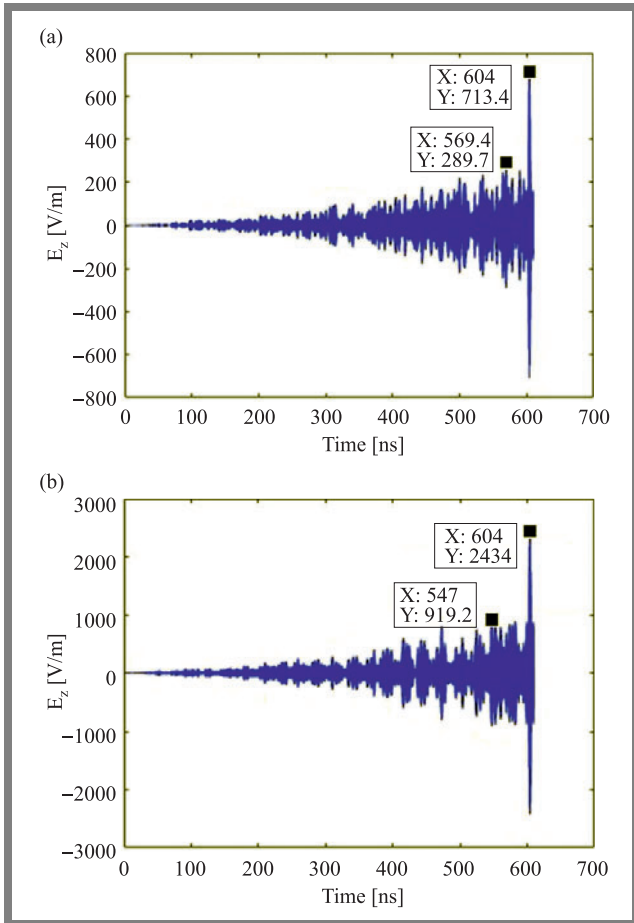 (a)
800
600
400
200
0
−200
−400
−600
−800
E_z [V/m]
X: 604
Y: 713.4
X: 569.4
Y: 289.7
0 100 200 300 400 500 600 700
Time [ns]
(b)
3000
2000
1000
0
−1000
−2000
−3000
E_z [V/m]
X: 604
Y: 2434
X: 547
Y: 919.2
0 100 200 300 400 500 600 700
Time [ns]